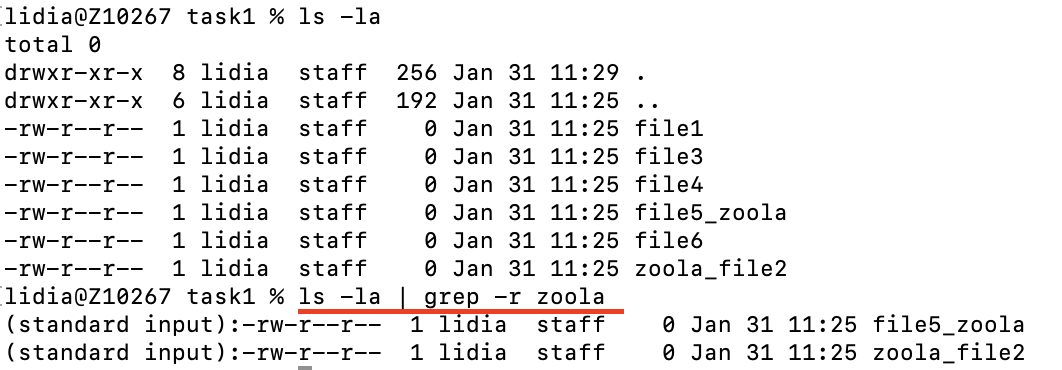 lidia@Z10267 task1 % ls -la
total 0
drwxr-xr-x  8 lidia  staff  256 Jan 31 11:29 .
drwxr-xr-x  6 lidia  staff  192 Jan 31 11:25 ..
-rw-r--r--  1 lidia  staff    0 Jan 31 11:25 file1
-rw-r--r--  1 lidia  staff    0 Jan 31 11:25 file3
-rw-r--r--  1 lidia  staff    0 Jan 31 11:25 file4
-rw-r--r--  1 lidia  staff    0 Jan 31 11:25 file5_zoola
-rw-r--r--  1 lidia  staff    0 Jan 31 11:25 file6
-rw-r--r--  1 lidia  staff    0 Jan 31 11:25 zoola_file2
lidia@Z10267 task1 % ls -la | grep -r zoola
(standard input):-rw-r--r--  1 lidia  staff    0 Jan 31 11:25 file5_zoola
(standard input):-rw-r--r--  1 lidia  staff    0 Jan 31 11:25 zoola_file2